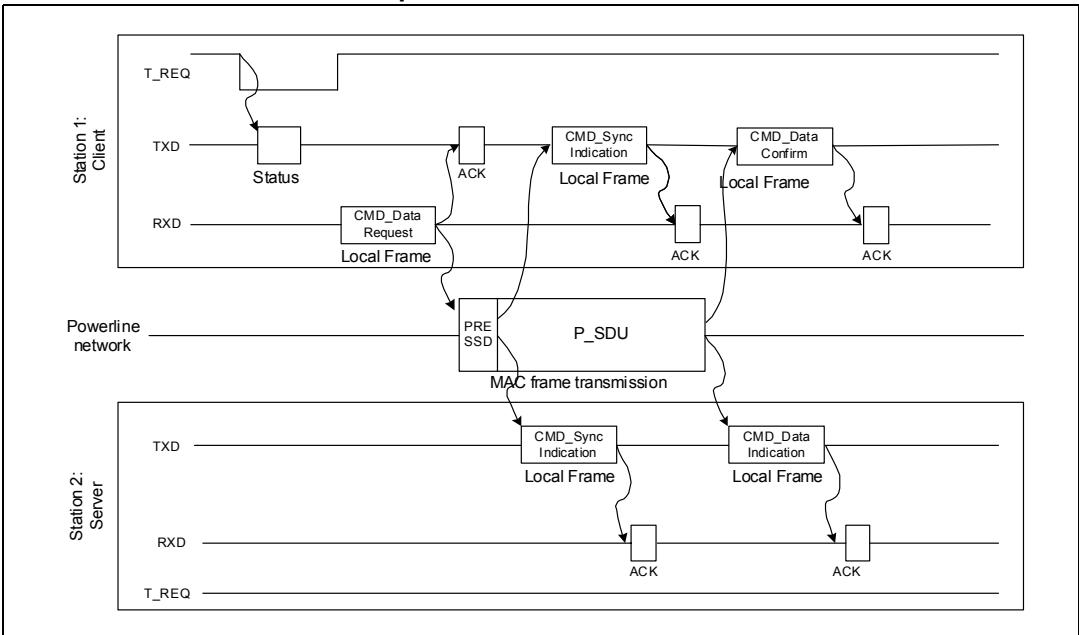 T_REQ
Station 1:
Client
TXD
Status
ACK
CMD_Sync
Indication
Local Frame
CMD_Data
Confirm
Local Frame
RXD
CMD_Data
Request
Local Frame
ACK
ACK
Powerline
network
PRE
SSD
P_SDU
MAC frame transmission
Station 2:
Server
TXD
CMD_Sync
Indication
Local Frame
CMD_Data
Indication
Local Frame
RXD
ACK
ACK
T_REQ